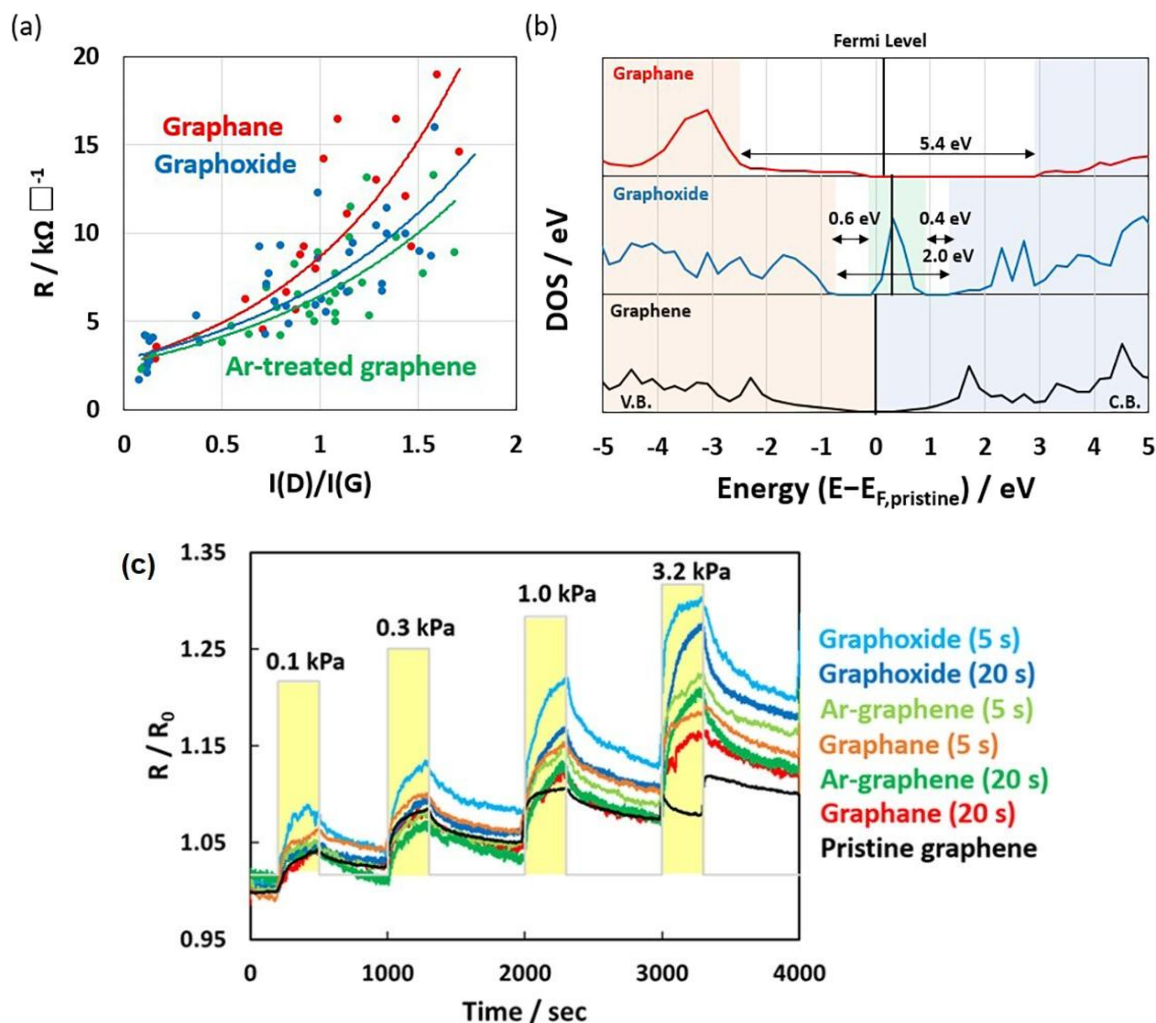 (a)
20
15
10
5
0
R / kΩ □⁻¹
Graphane
Graphoxide
Ar-treated graphene
0 0.5 1 1.5 2
I(D)/I(G)
(b)
Fermi Level
Graphane
5.4 eV
Graphoxide
0.6 eV
0.4 eV
2.0 eV
Graphene
V.B.
C.B.
DOS / eV
-5 -4 -3 -2 -1 0 1 2 3 4 5
Energy (E−E_F,pristine) / eV
(c)
1.35
1.25
1.15
1.05
0.95
R / R₀
0.1 kPa
0.3 kPa
1.0 kPa
3.2 kPa
0 1000 2000 3000 4000
Time / sec
Graphoxide (5 s)
Graphoxide (20 s)
Ar-graphene (5 s)
Graphane (5 s)
Ar-graphene (20 s)
Graphane (20 s)
Pristine graphene